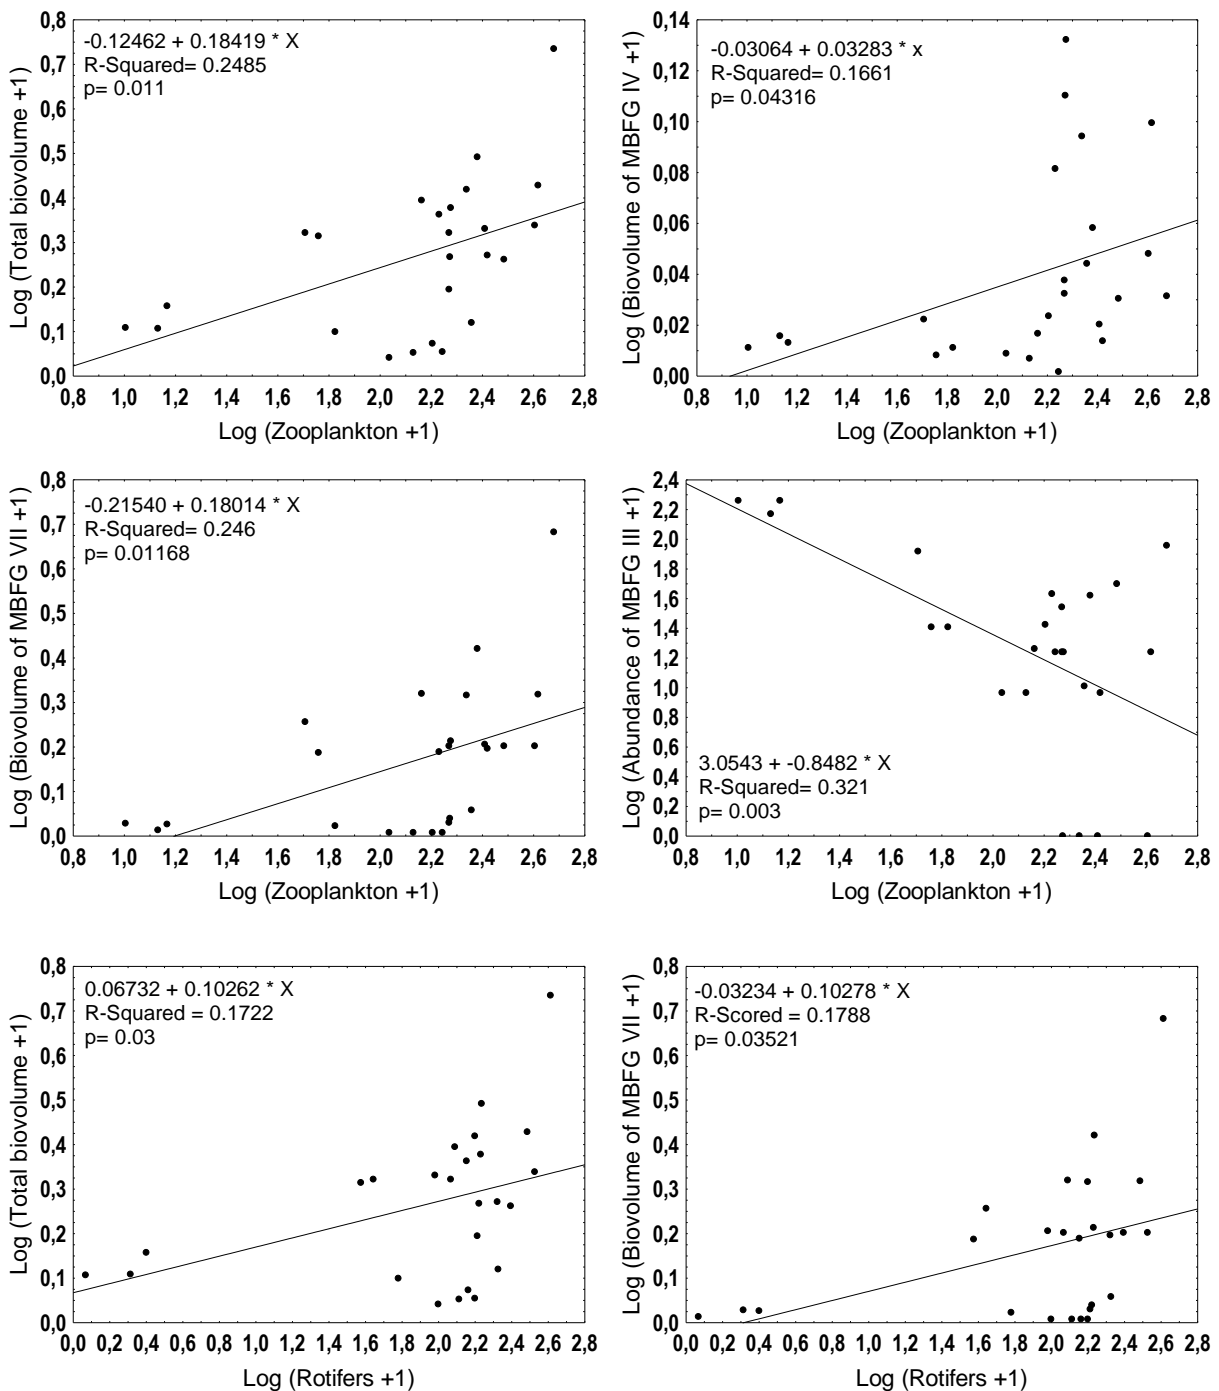 -0.12462 + 0.18419 * X
R-Squared= 0.2485
p= 0.011
Log (Total biovolume +1)
0,8
0,7
0,6
0,5
0,4
0,3
0,2
0,1
0,0
0,8 1,0 1,2 1,4 1,6 1,8 2,0 2,2 2,4 2,6 2,8
Log (Zooplankton +1)
-0.03064 + 0.03283 * x
R-Squared= 0.1661
p= 0.04316
Log (Biovolume of MBFG IV +1)
0,14
0,12
0,10
0,08
0,06
0,04
0,02
0,00
0,8 1,0 1,2 1,4 1,6 1,8 2,0 2,2 2,4 2,6 2,8
Log (Zooplankton +1)
-0.21540 + 0.18014 * X
R-Squared= 0.246
p= 0.01168
Log (Biovolume of MBFG VII +1)
0,8
0,7
0,6
0,5
0,4
0,3
0,2
0,1
0,0
0,8 1,0 1,2 1,4 1,6 1,8 2,0 2,2 2,4 2,6 2,8
Log (Zooplankton +1)
3.0543 + -0.8482 * X
R-Squared= 0.321
p= 0.003
Log (Abundance of MBFG III +1)
2,4
2,2
2,0
1,8
1,6
1,4
1,2
1,0
0,8
0,6
0,4
0,2
0,0
0,8 1,0 1,2 1,4 1,6 1,8 2,0 2,2 2,4 2,6 2,8
Log (Zooplankton +1)
0.06732 + 0.10262 * X
R-Squared = 0.1722
p= 0.03
Log (Total biovolume +1)
0,8
0,7
0,6
0,5
0,4
0,3
0,2
0,1
0,0
0,0 0,2 0,4 0,6 0,8 1,0 1,2 1,4 1,6 1,8 2,0 2,2 2,4 2,6 2,8
Log (Rotifers +1)
-0.03234 + 0.10278 * X
R-Scored = 0.1788
p= 0.03521
Log (Biovolume of MBFG VII +1)
0,8
0,7
0,6
0,5
0,4
0,3
0,2
0,1
0,0
0,0 0,2 0,4 0,6 0,8 1,0 1,2 1,4 1,6 1,8 2,0 2,2 2,4 2,6 2,8
Log (Rotifers +1)